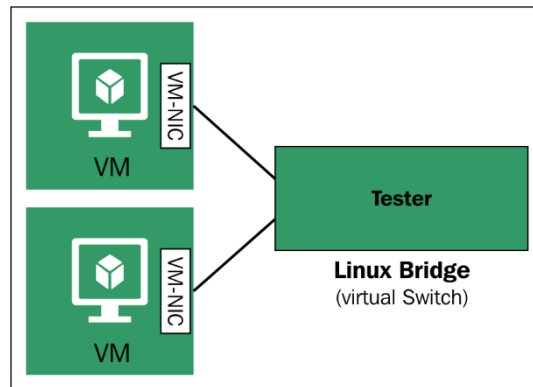 VM-NIC
VM
VM-NIC
VM
Tester
Linux Bridge
(virtual Switch)